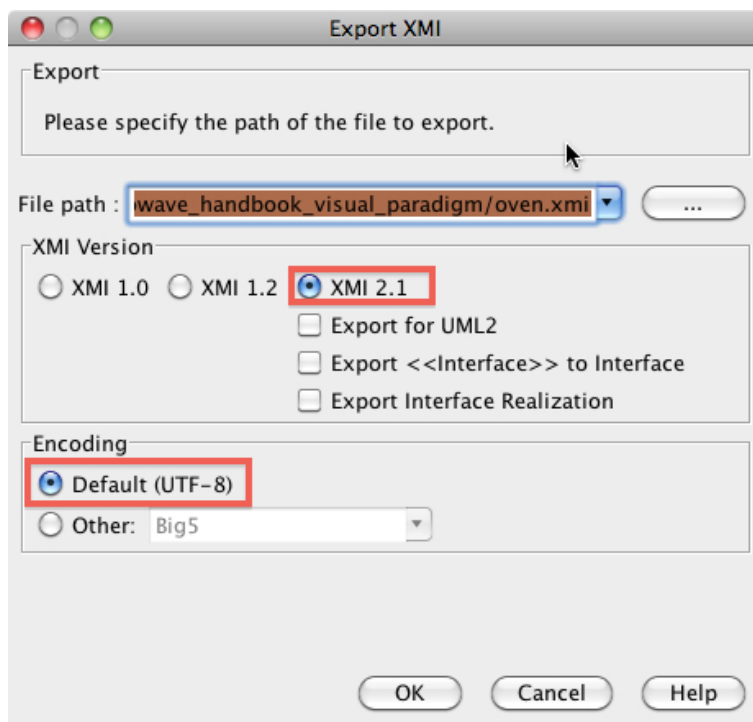 Export XMI
Export
Please specify the path of the file to export.
File path : wave_handbook_visual_paradigm/oven.xmi ...
XMI Version
XMI 1.0 XMI 1.2 XMI 2.1
Export for UML2
Export <<Interface>> to Interface
Export Interface Realization
Encoding
Default (UTF-8)
Other: Big5
OK Cancel Help